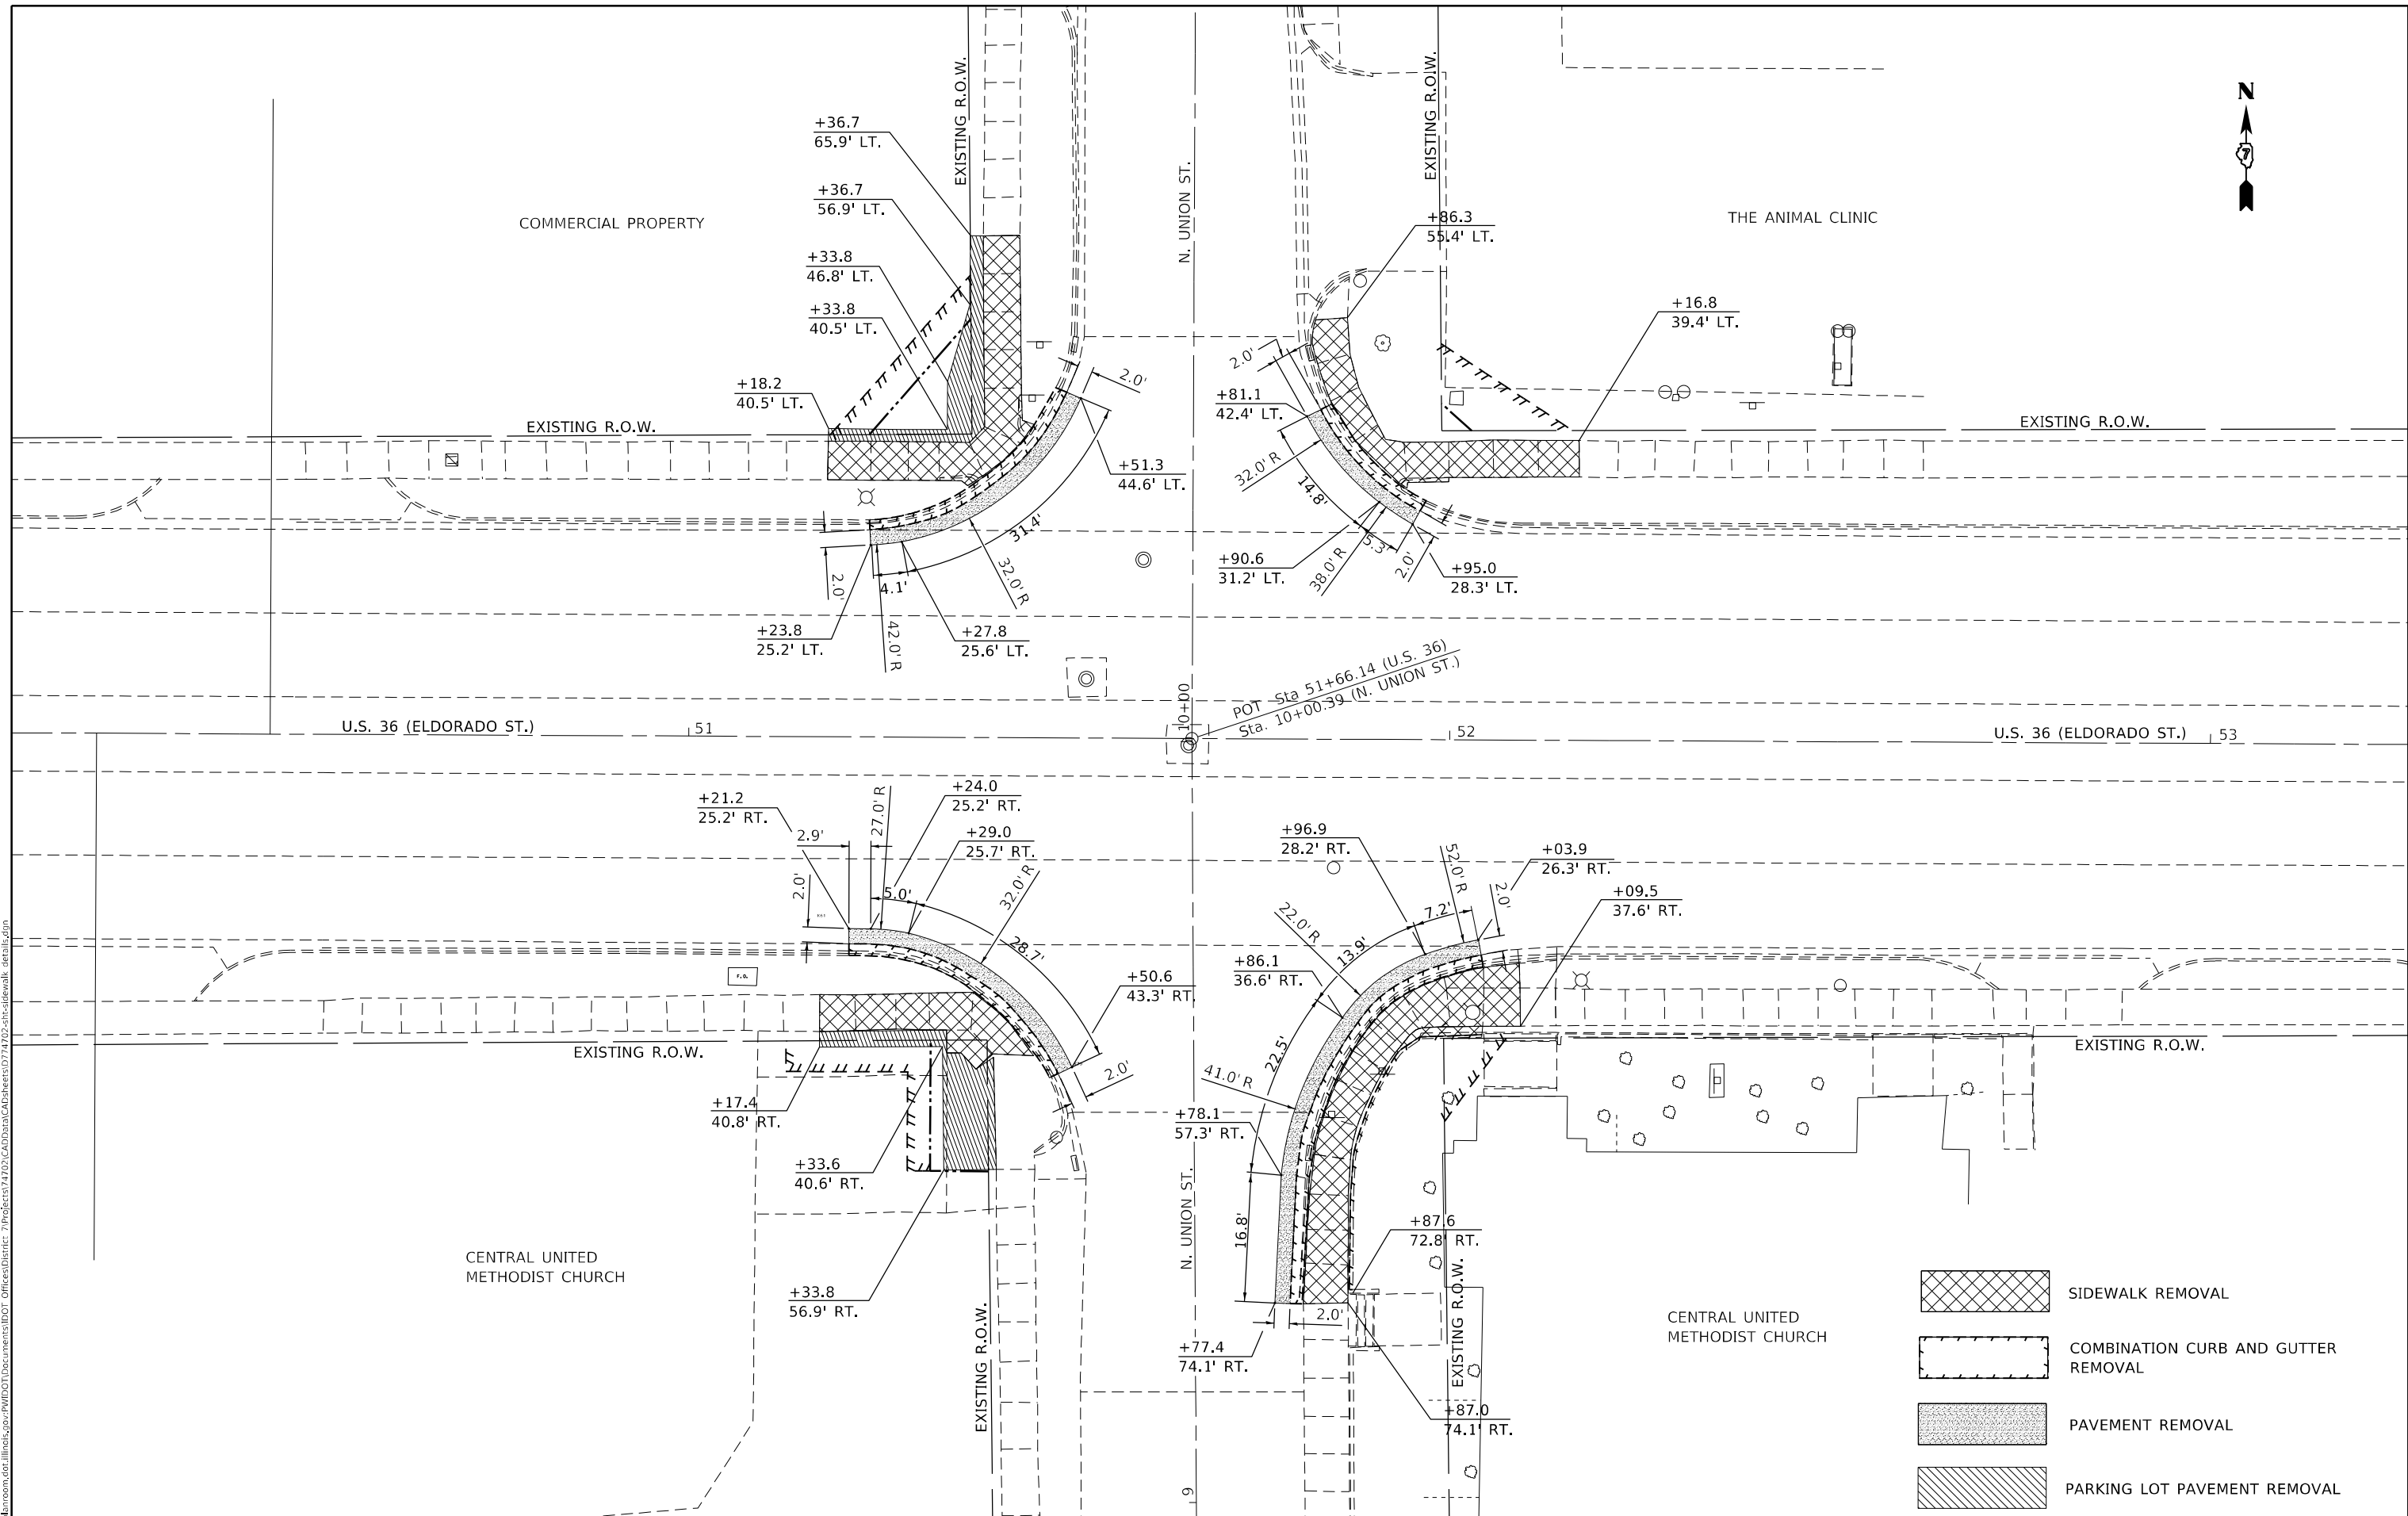 N
7
EXISTING R.O.W.
EXISTING R.O.W.
N. UNION ST.
COMMERCIAL PROPERTY
THE ANIMAL CLINIC
+36.7
65.9' LT.
+36.7
56.9' LT.
+33.8
46.8' LT.
+33.8
40.5' LT.
+18.2
40.5' LT.
EXISTING R.O.W.
+86.3
55.4' LT.
+16.8
39.4' LT.
2.0'
2.0'
+81.1
42.4' LT.
EXISTING R.O.W.
+51.3
44.6' LT.
32.0' R
14.8'
31.4'
32.0' R
2.0'
4.1'
42.0' R
+23.8
25.2' LT.
+27.8
25.6' LT.
+90.6
31.2' LT.
38.0' R
5.3'
2.0'
+95.0
28.3' LT.
POT Sta 51+66.14 (U.S. 36)
Sta. 10+00.39 (N. UNION ST.)
10+00
U.S. 36 (ELDORADO ST.)
51
52
U.S. 36 (ELDORADO ST.)
53
+21.2
25.2' RT.
2.9'
27.0' R
+24.0
25.2' RT.
+29.0
25.7' RT.
2.0'
5.0'
32.0' R
28.7'
+96.9
28.2' RT.
52.0' R
2.0'
+03.9
26.3' RT.
+09.5
37.6' RT.
22.0' R
7.2'
13.9'
+86.1
36.6' RT.
+50.6
43.3' RT.
F.O.
EXISTING R.O.W.
EXISTING R.O.W.
2.0'
22.5'
41.0' R
+17.4
40.8' RT.
+78.1
57.3' RT.
+33.6
40.6' RT.
N. UNION ST.
16.8'
+87.6
72.8' RT.
+33.8
56.9' RT.
CENTRAL UNITED
METHODIST CHURCH
EXISTING R.O.W.
EXISTING R.O.W.
2.0'
+77.4
74.1' RT.
+87.0
74.1' RT.
CENTRAL UNITED
METHODIST CHURCH
9
SIDEWALK REMOVAL
COMBINATION CURB AND GUTTER
REMOVAL
PAVEMENT REMOVAL
PARKING LOT PAVEMENT REMOVAL